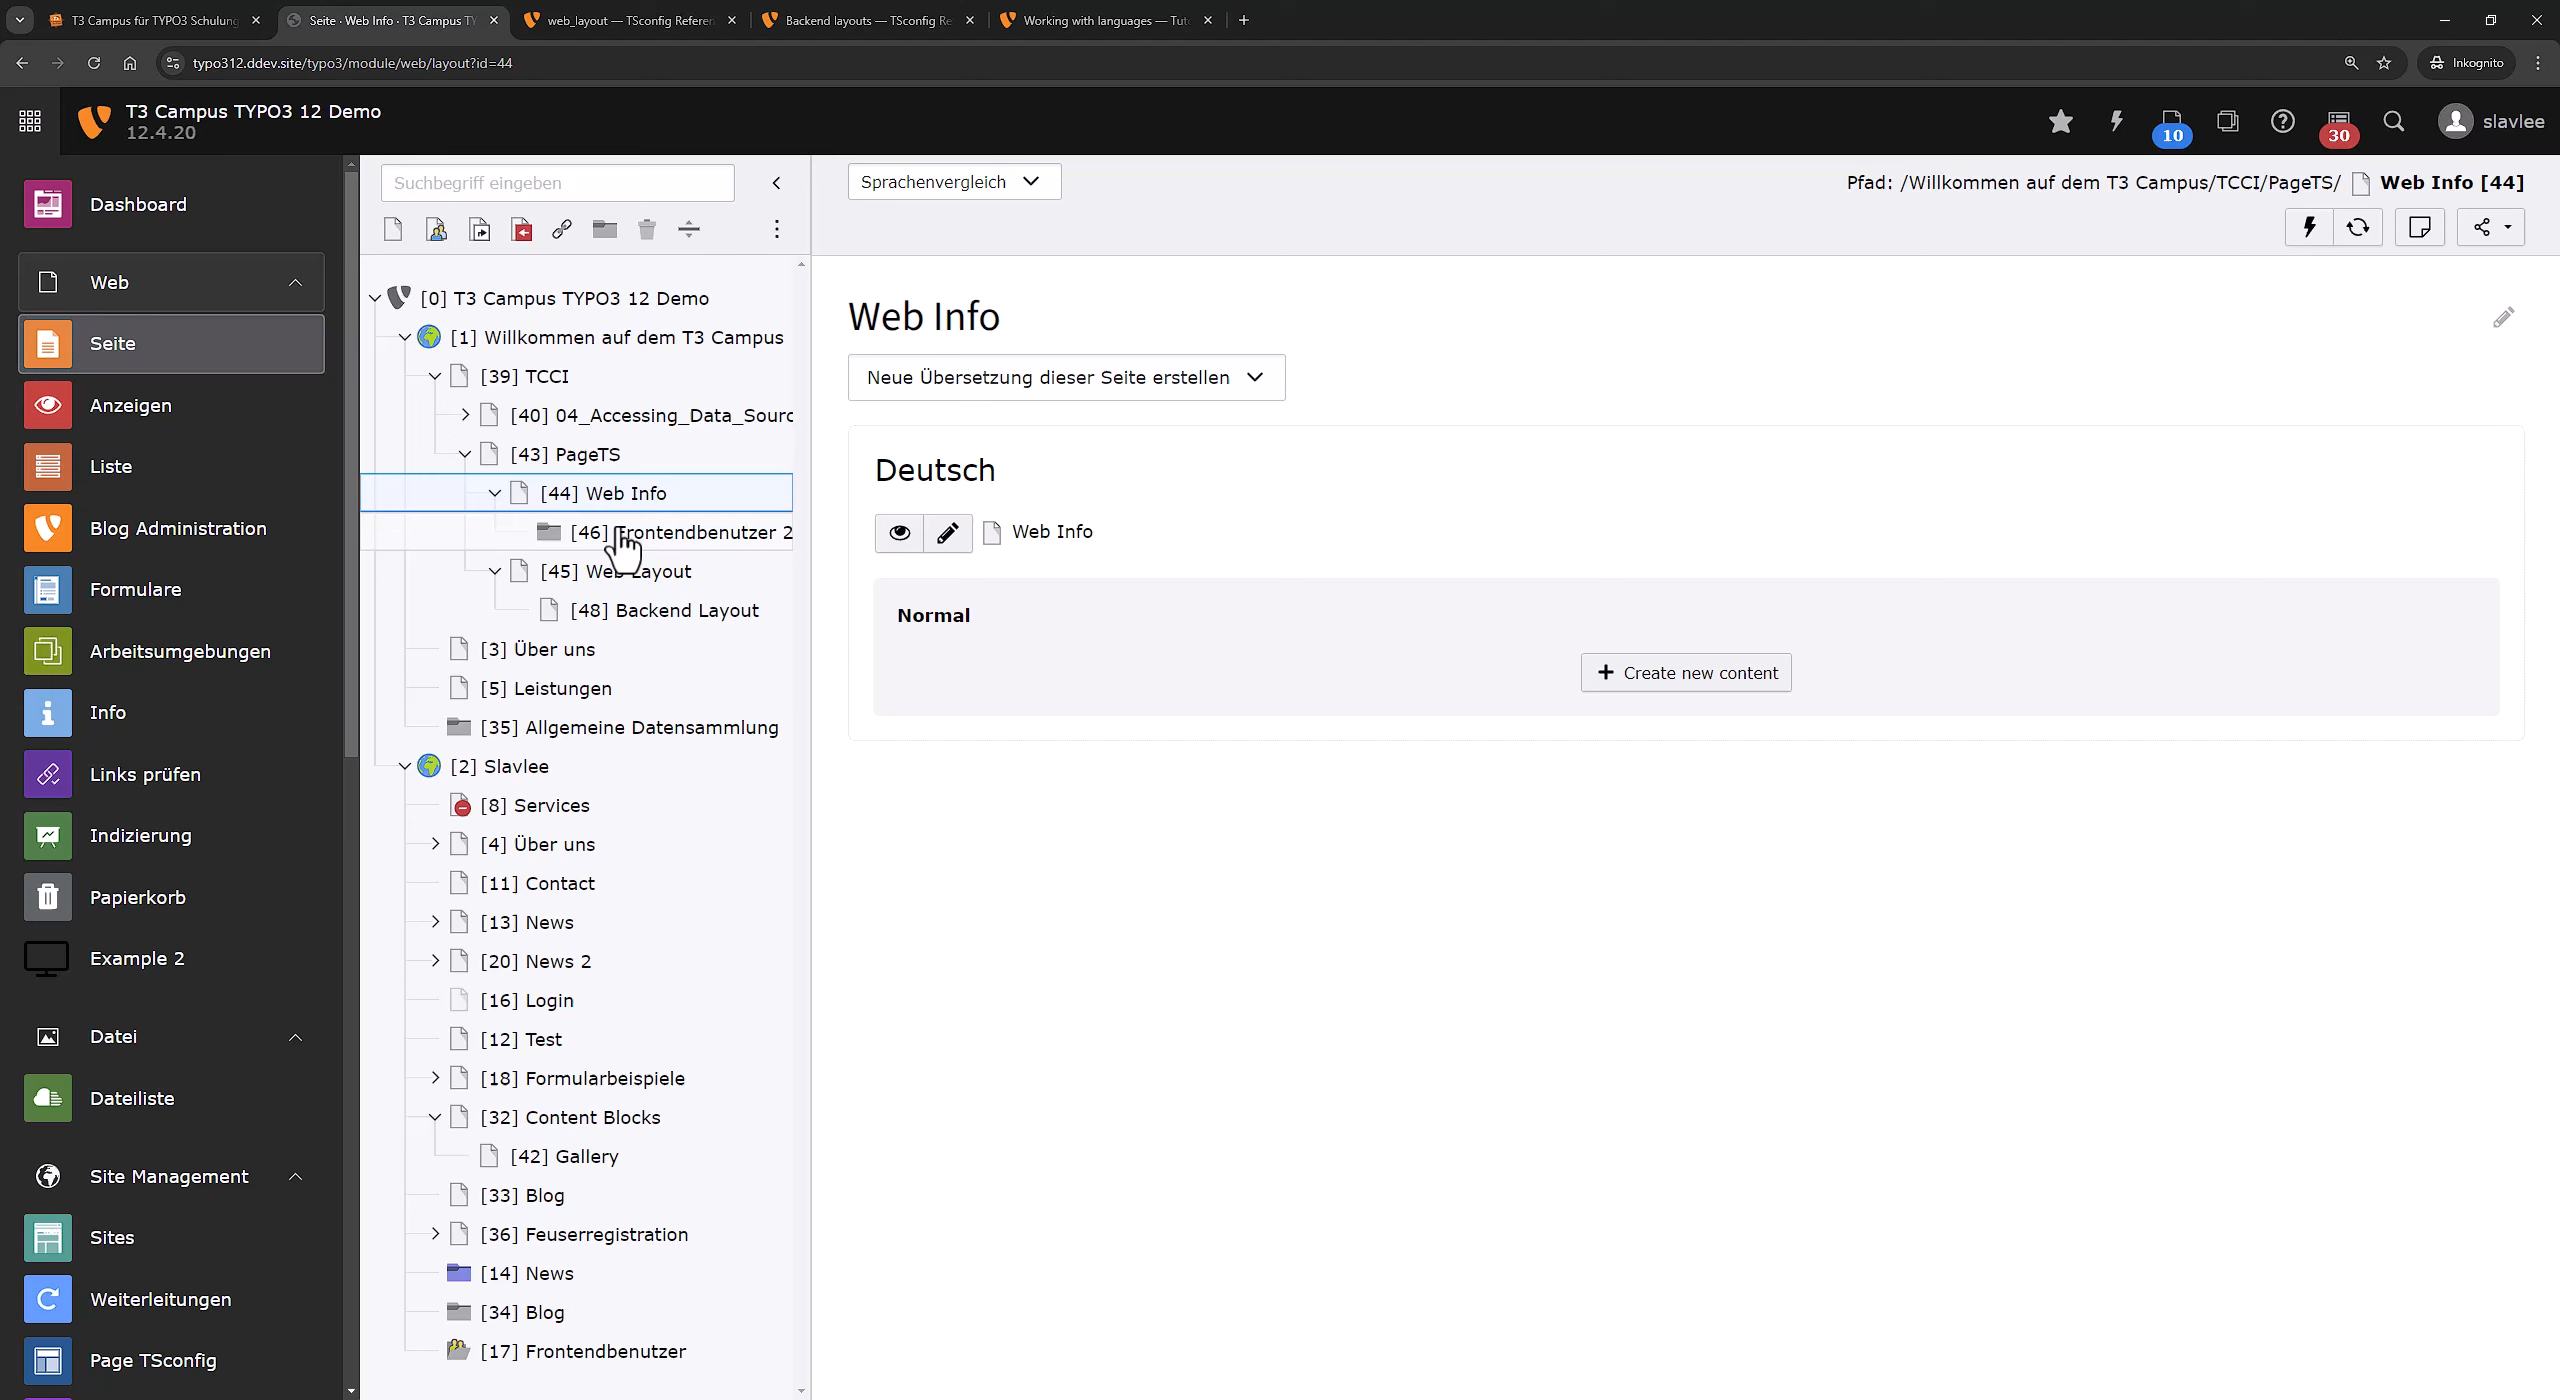 T3 Campus für TYPO3 Schulung
Seite · Web Info · T3 Campus TY
web_layout — TSconfig Referen
Backend layouts — TSconfig Re
Working with languages — Tut
typo312.ddev.site/typo3/module/web/layout?id=44
Inkognito
T3 Campus TYPO3 12 Demo
12.4.20
10
30
slavlee
Dashboard
Web
Seite
Anzeigen
Liste
Blog Administration
Formulare
Arbeitsumgebungen
Info
Links prüfen
Indizierung
Papierkorb
Example 2
Datei
Dateiliste
Site Management
Sites
Weiterleitungen
Page TSconfig
Suchbegriff eingeben
[0] T3 Campus TYPO3 12 Demo
[1] Willkommen auf dem T3 Campus
[39] TCCI
[40] 04_Accessing_Data_Sourc
[43] PageTS
[44] Web Info
[46] Frontendbenutzer 2
[45] Web Layout
[48] Backend Layout
[3] Über uns
[5] Leistungen
[35] Allgemeine Datensammlung
[2] Slavlee
[8] Services
[4] Über uns
[11] Contact
[13] News
[20] News 2
[16] Login
[12] Test
[18] Formularbeispiele
[32] Content Blocks
[42] Gallery
[33] Blog
[36] Feuserregistration
[14] News
[34] Blog
[17] Frontendbenutzer
Sprachenvergleich
Pfad: /Willkommen auf dem T3 Campus/TCCI/PageTS/ Web Info [44]
Web Info
Neue Übersetzung dieser Seite erstellen
Deutsch
Web Info
Normal
Create new content